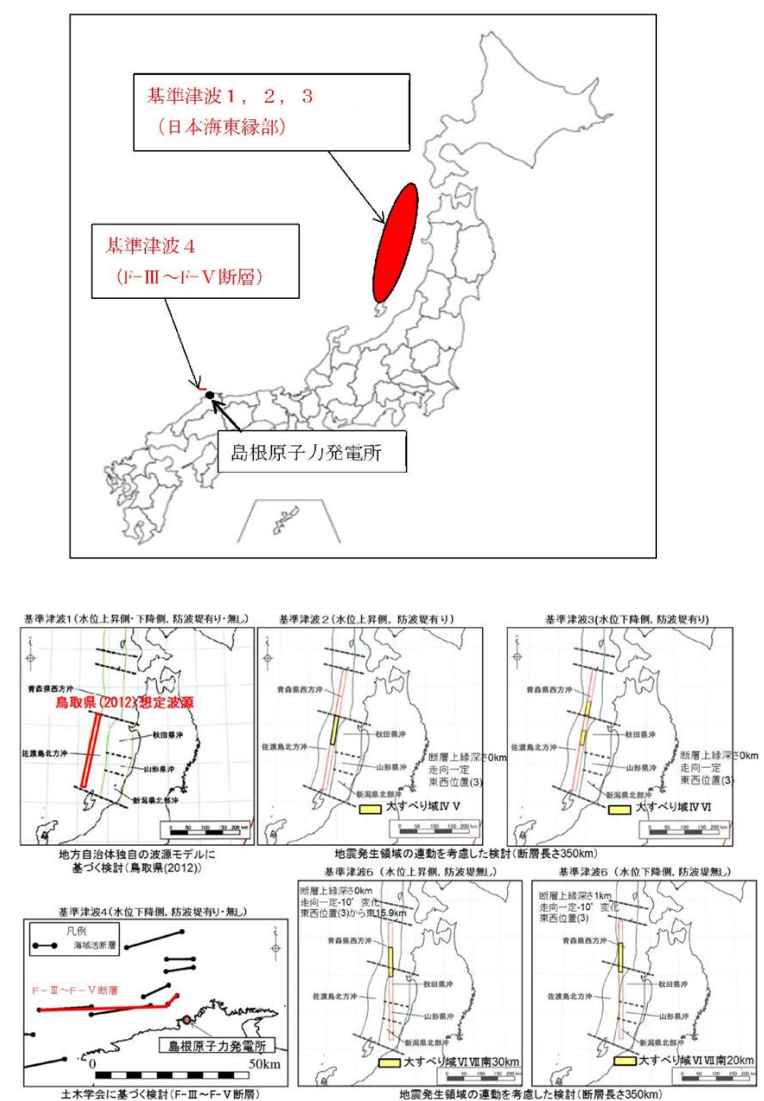 基準津波1，2，3
（日本海東縁部）
基準津波4
（F−Ⅲ～F−Ⅴ断層）
島根原子力発電所
基準津波1（水位上昇側・下降側，防波堤有り・無し）
青森県西方沖
鳥取県(2012)想定波源
秋田県沖
佐渡島北方沖
山形県沖
新潟県北部沖
0 50 100 150 200 km
地方自治体独自の波源モデルに
基づく検討（鳥取県(2012)）
基準津波2（水位上昇側，防波堤有り）
青森県西方沖
秋田県沖
佐渡島北方沖
山形県沖
新潟県北部沖
断層上縁深さ0km
走向一定
東西位置(3)
大すべり域Ⅳ Ⅴ
0 50 100 150 200 km
基準津波3(水位下降側，防波堤有り)
青森県西方沖
秋田県沖
佐渡島北方沖
山形県沖
新潟県北部沖
断層上縁深さ0km
走向一定
東西位置(3)
大すべり域Ⅳ Ⅵ
0 50 100 150 200 km
地震発生領域の連動を考慮した検討（断層長さ350km）
基準津波4（水位下降側，防波堤有り・無し）
凡例
海域活断層
F−Ⅲ～F−Ⅴ断層
島根原子力発電所
0 50km
土木学会に基づく検討（F-Ⅲ～F-Ⅴ断層）
基準津波5（水位上昇側，防波堤無し）
断層上縁深さ0km
走向一定-10°変化
東西位置(3)から東15.9km
青森県西方沖
秋田県沖
佐渡島北方沖
山形県沖
新潟県北部沖
大すべり域Ⅵ Ⅶ南30km
基準津波6（水位下降側，防波堤無し）
断層上縁深さ1km
走向一定-10°変化
東西位置(3)
青森県西方沖
秋田県沖
佐渡島北方沖
山形県沖
新潟県北部沖
大すべり域Ⅵ Ⅶ南20km
地震発生領域の連動を考慮した検討（断層長さ350km）